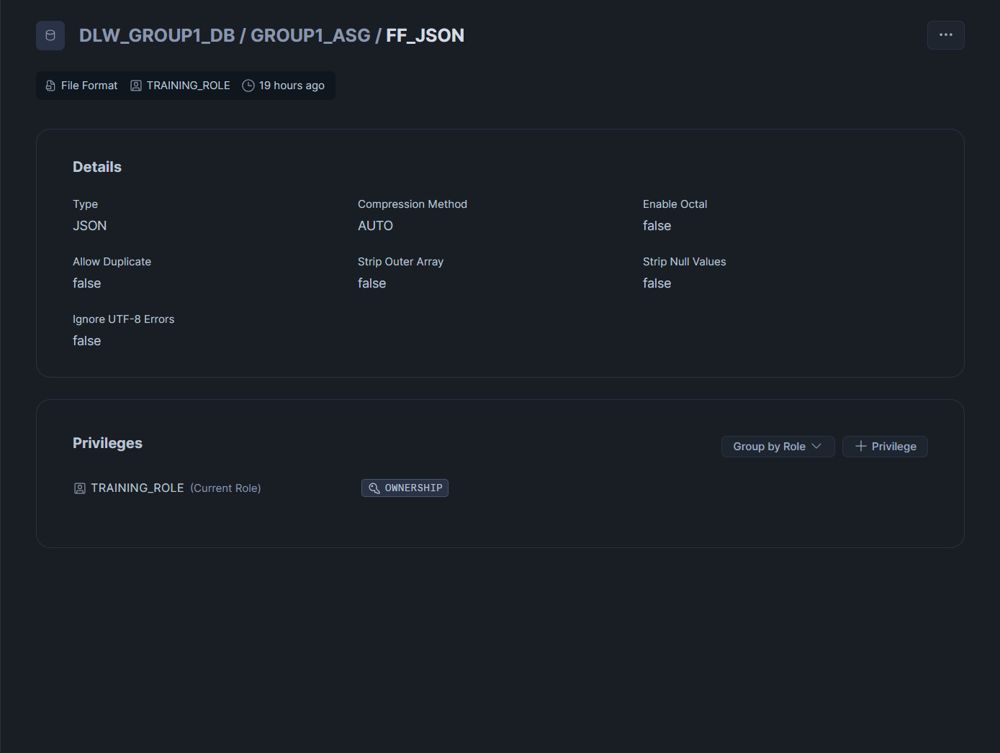 DLW_GROUP1_DB / GROUP1_ASG / FF_JSON
File Format TRAINING_ROLE 19 hours ago
Details
Type Compression Method Enable Octal
JSON AUTO false
Allow Duplicate Strip Outer Array Strip Null Values
false false false
Ignore UTF-8 Errors
false
Privileges Group by Role Privilege
TRAINING_ROLE (Current Role) OWNERSHIP